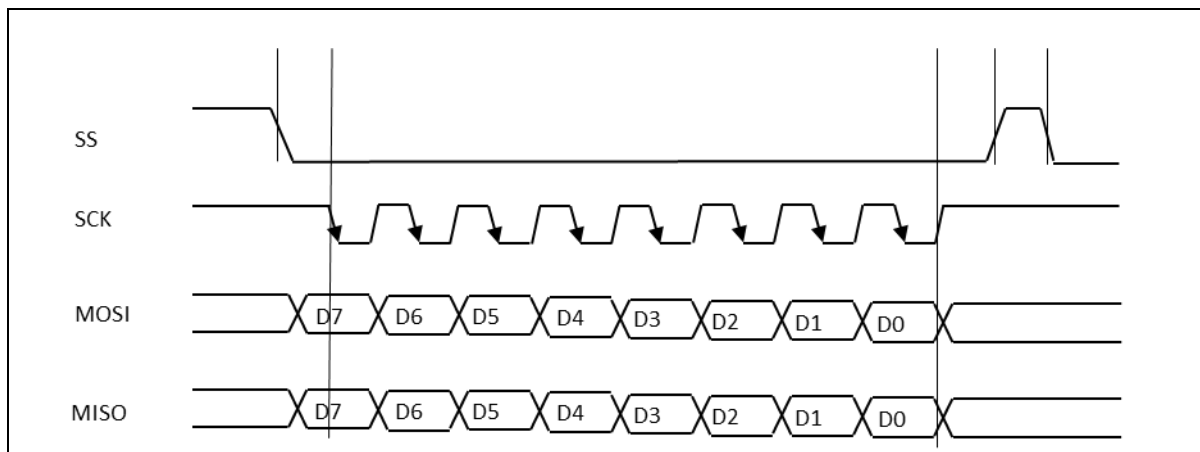 SS
SCK
MOSI D7 D6 D5 D4 D3 D2 D1 D0
MISO D7 D6 D5 D4 D3 D2 D1 D0